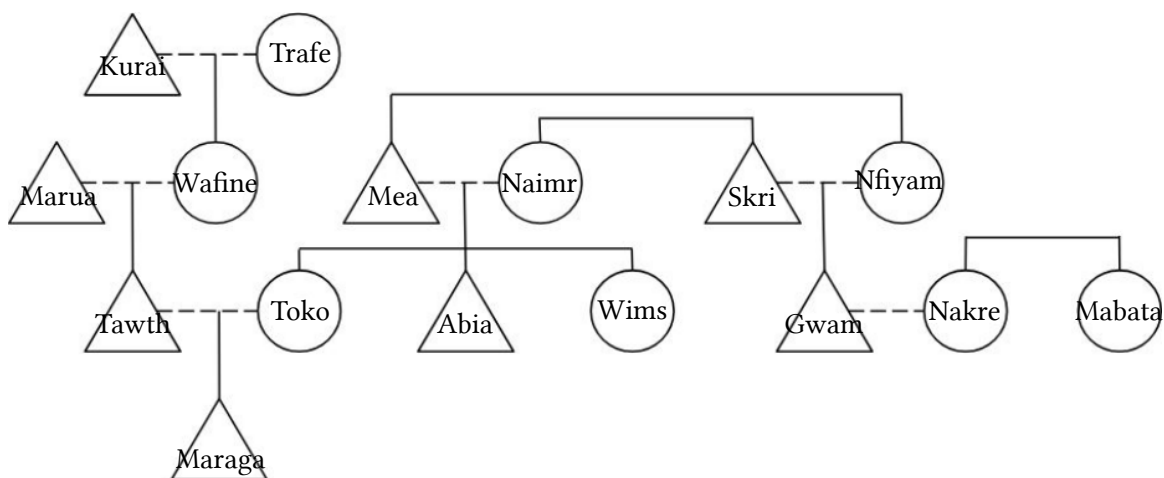 Kurai Trafe
Marua Wafine Mea Naimr Skri Nfiyam
Tawth Toko Abia Wims Gwam Nakre Mabata
Maraga